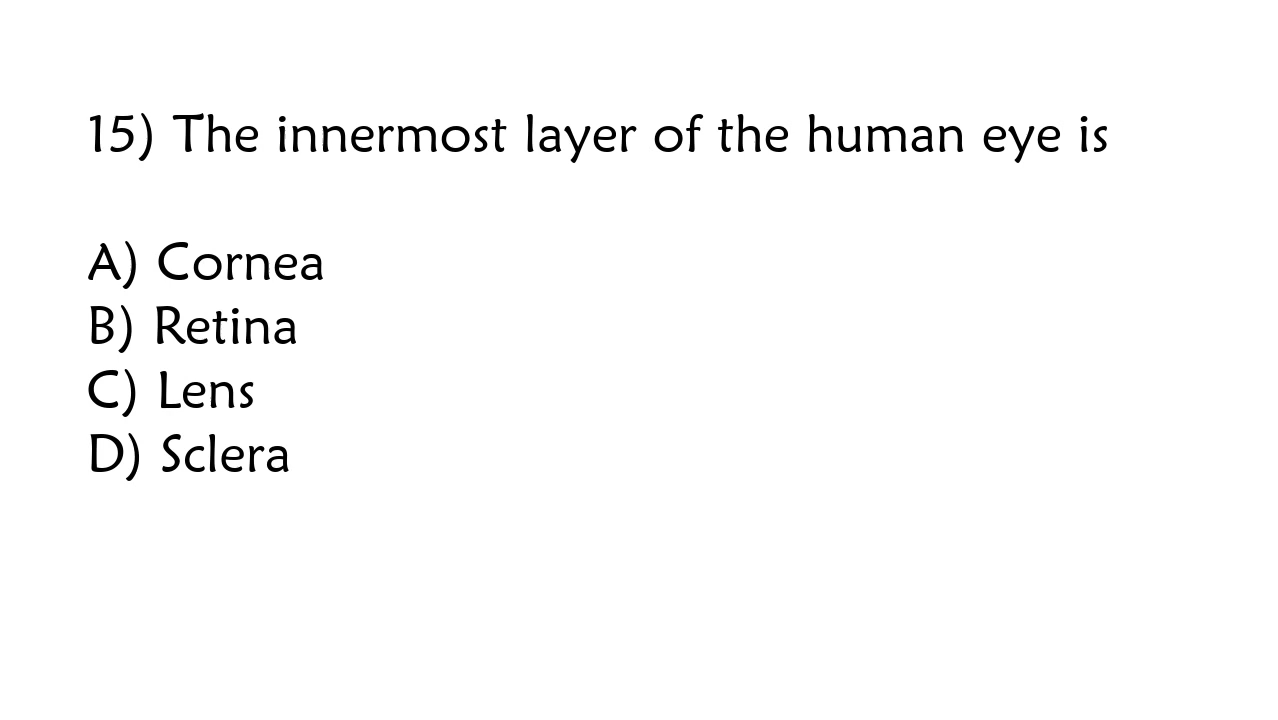 15) The innermost layer of the human eye is
A) Cornea
B) Retina
C) Lens
D) Sclera